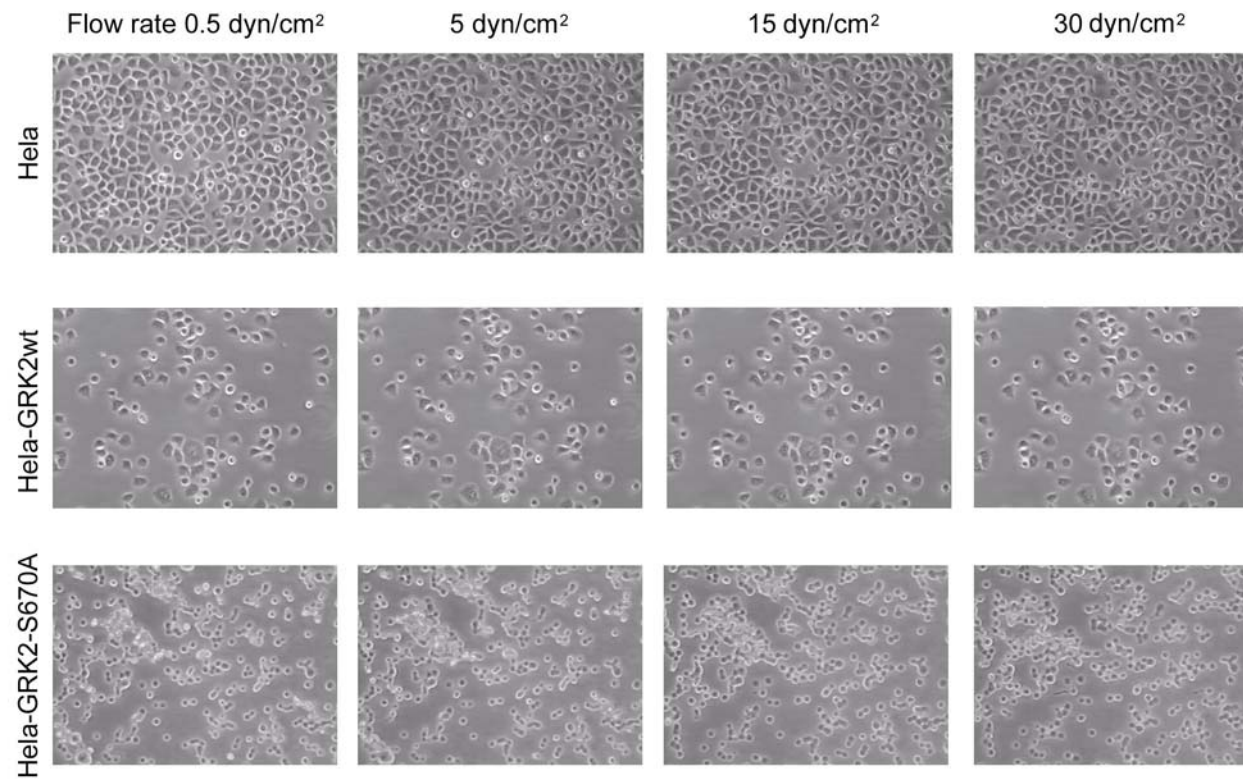 Flow rate 0.5 dyn/cm² 5 dyn/cm² 15 dyn/cm² 30 dyn/cm²
Hela
Hela-GRK2wt
Hela-GRK2-S670A